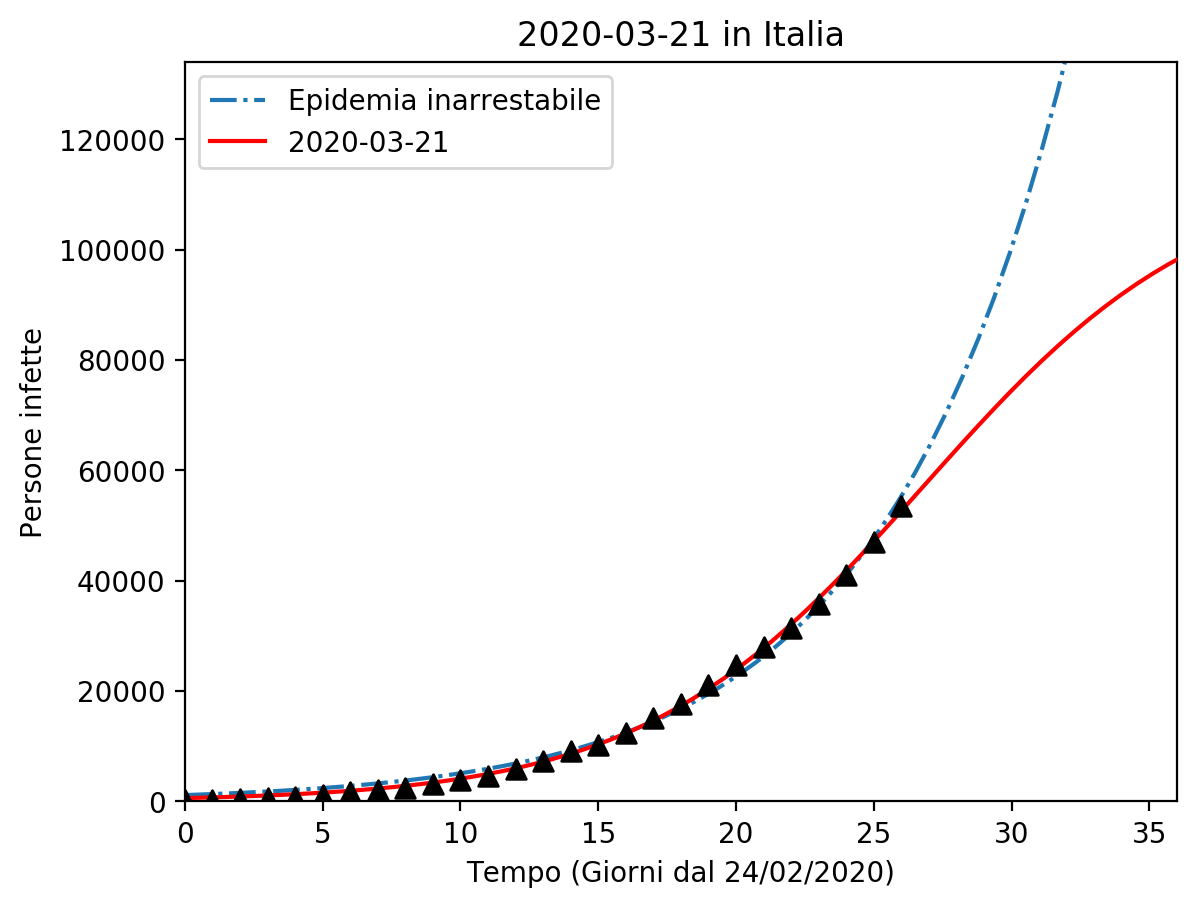 2020-03-21 in Italia
Epidemia inarrestabile
2020-03-21
Persone infette
120000
100000
80000
60000
40000
20000
0
0 5 10 15 20 25 30 35
Tempo (Giorni dal 24/02/2020)